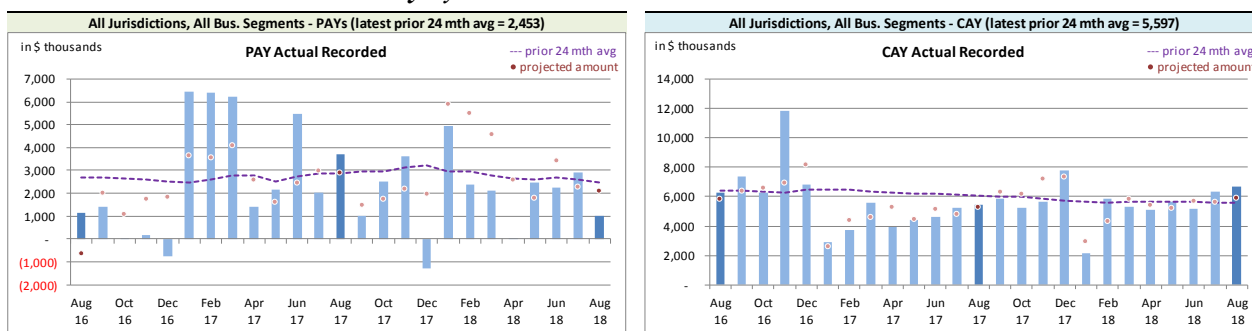 All Jurisdictions, All Bus. Segments - PAYs (latest prior 24 mth avg = 2,453)
in $ thousands
PAY Actual Recorded
--- prior 24 mth avg
• projected amount
7,000
6,000
5,000
4,000
3,000
2,000
1,000
-
(1,000)
(2,000)
Aug Oct Dec Feb Apr Jun Aug Oct Dec Feb Apr Jun Aug
16 16 16 17 17 17 17 17 17 18 18 18 18
All Jurisdictions, All Bus. Segments - CAY (latest prior 24 mth avg = 5,597)
in $ thousands
CAY Actual Recorded
--- prior 24 mth avg
• projected amount
14,000
12,000
10,000
8,000
6,000
4,000
2,000
-
Aug Oct Dec Feb Apr Jun Aug Oct Dec Feb Apr Jun Aug
16 16 16 17 17 17 17 17 17 18 18 18 18